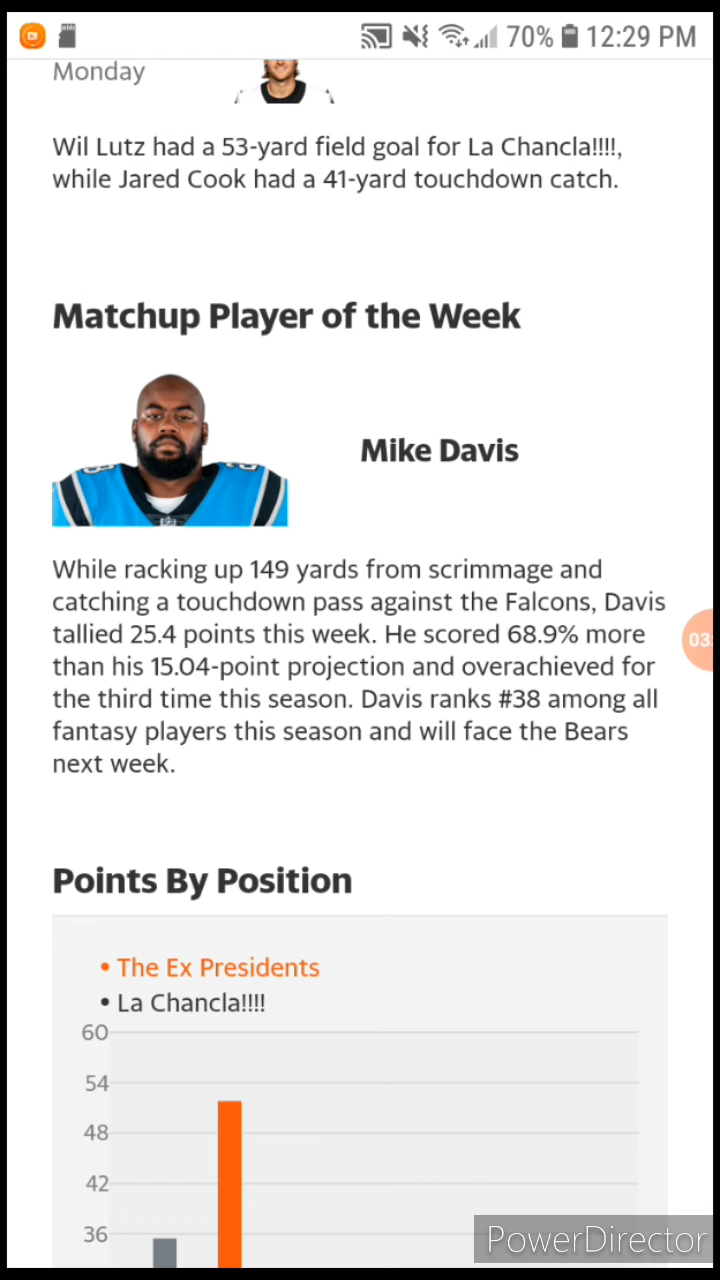 70% 12:29 PM
Monday
Wil Lutz had a 53-yard field goal for La Chancla!!!!,
while Jared Cook had a 41-yard touchdown catch.
Matchup Player of the Week
Mike Davis
While racking up 149 yards from scrimmage and
catching a touchdown pass against the Falcons, Davis
tallied 25.4 points this week. He scored 68.9% more
than his 15.04-point projection and overachieved for
the third time this season. Davis ranks #38 among all
fantasy players this season and will face the Bears
next week.
03:
Points By Position
• The Ex Presidents
• La Chancla!!!!
60
54
48
42
36
PowerDirector